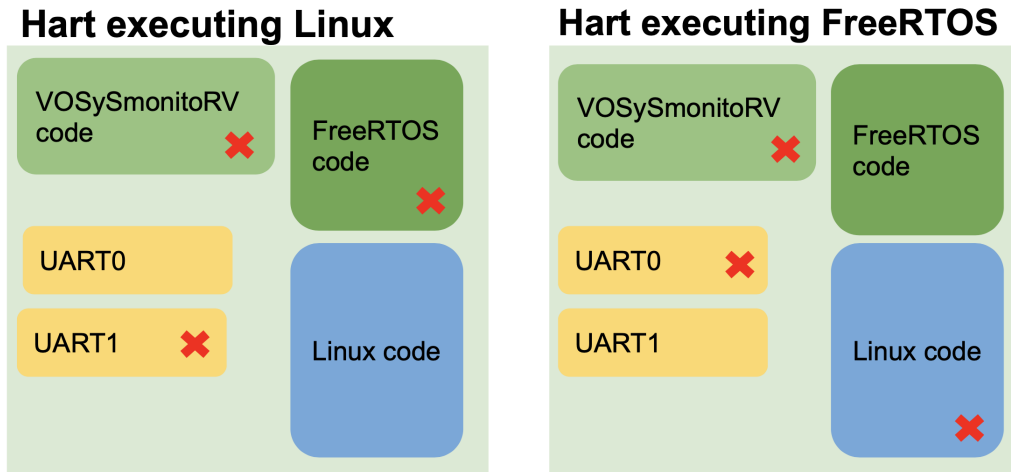 Hart executing Linux
VOSySmonitoRV
code
FreeRTOS
code
UART0
UART1
Linux code
Hart executing FreeRTOS
VOSySmonitoRV
code
FreeRTOS
code
UART0
UART1
Linux code